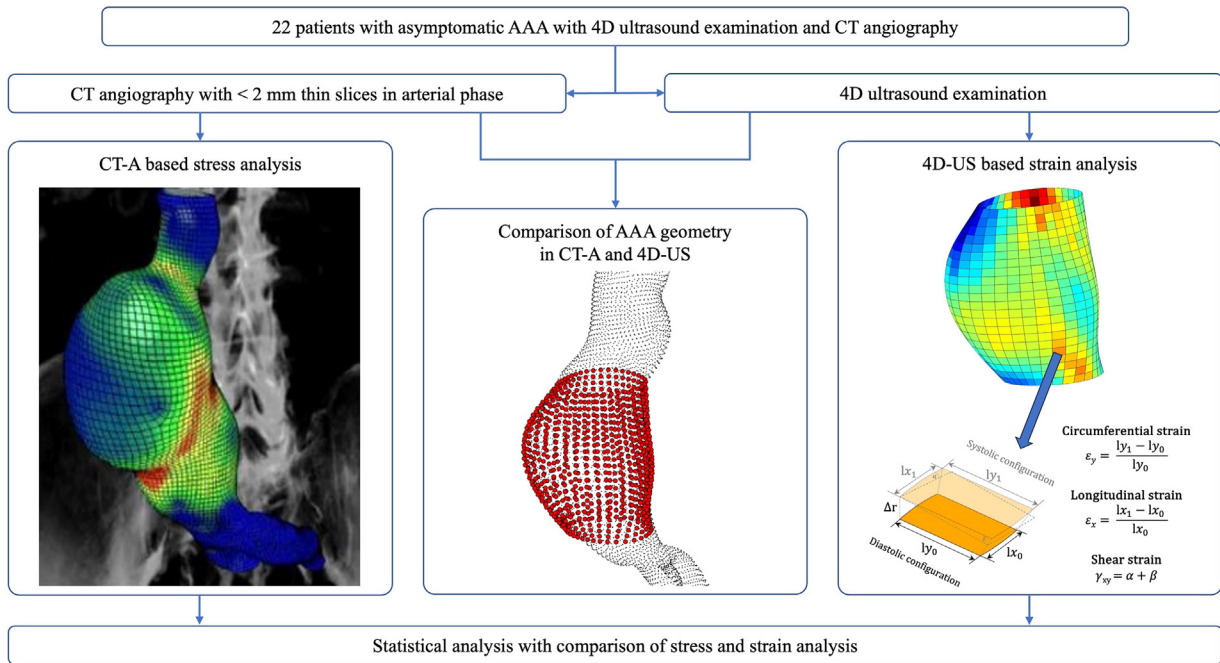 22 patients with asymptomatic AAA with 4D ultrasound examination and CT angiography
CT angiography with < 2 mm thin slices in arterial phase
4D ultrasound examination
CT-A based stress analysis
Comparison of AAA geometry
in CT-A and 4D-US
4D-US based strain analysis
Circumferential strain
εy = (ly1 − ly0) / ly0
Longitudinal strain
εx = (lx1 − lx0) / lx0
Shear strain
γxy = α + β
Systolic configuration
lx1
ly1
Δr
ly0
lx0
Diastolic configuration
Statistical analysis with comparison of stress and strain analysis